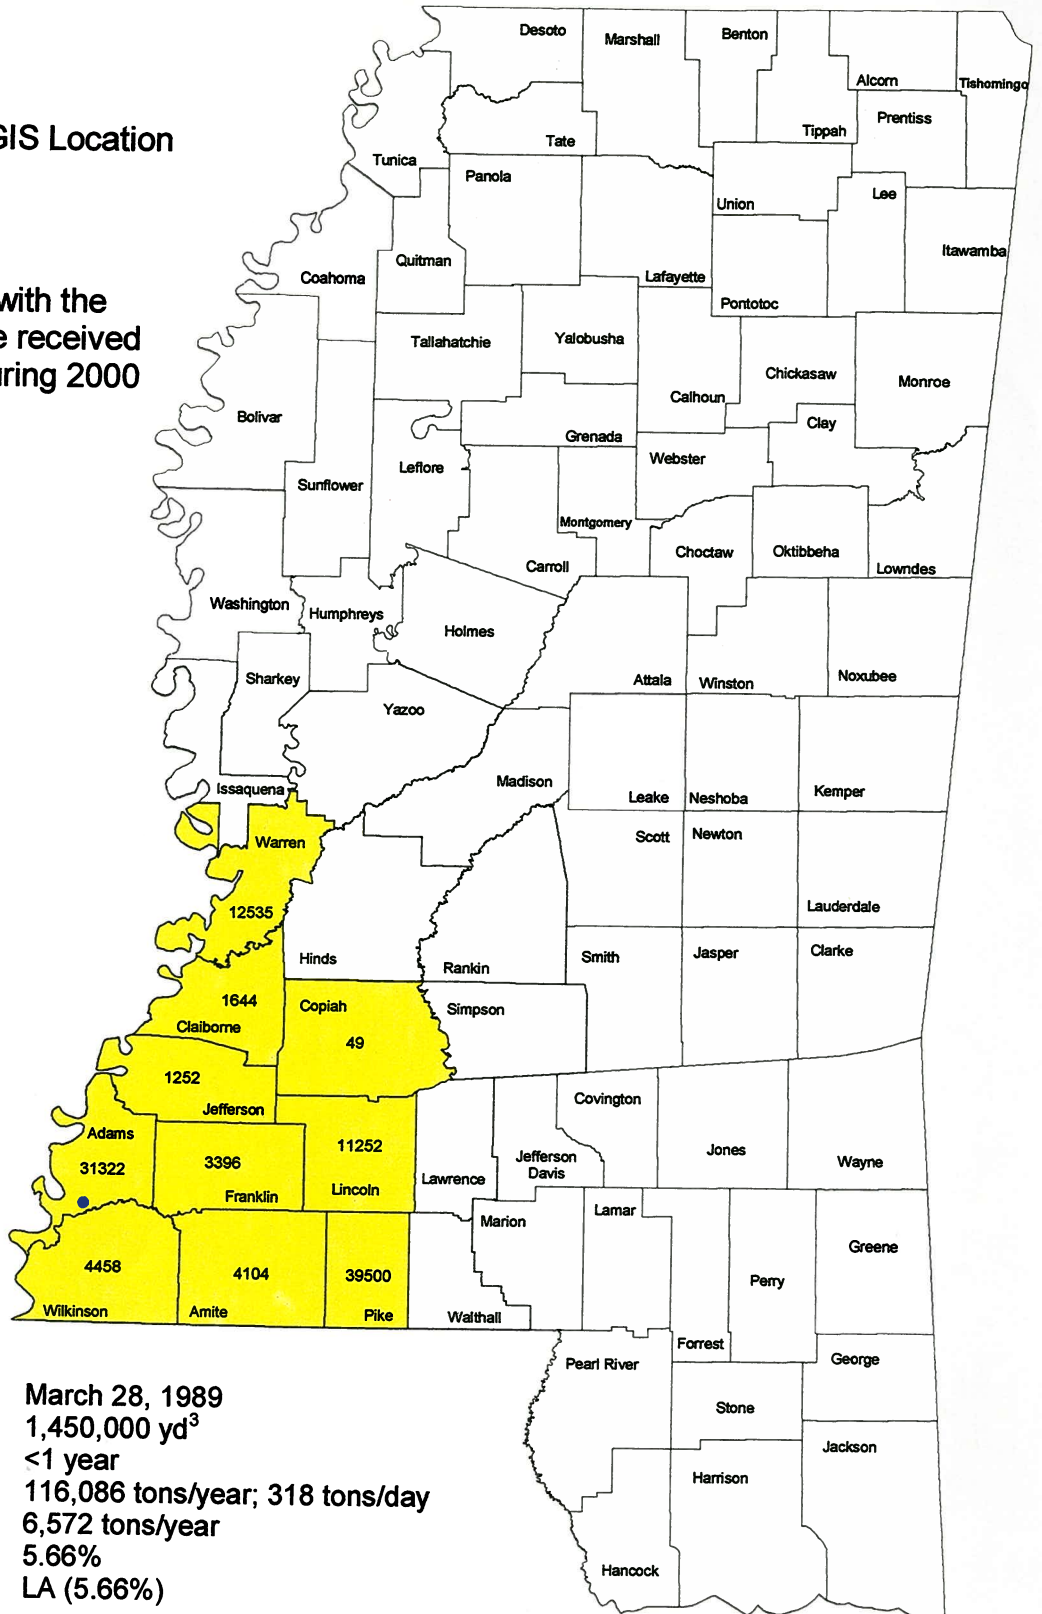 Desoto
Marshall
Benton
Alcorn
Tishomingo
GIS Location
Tate
Tippah
Prentiss
Tunica
Panola
Union
Lee
Coahoma
Quitman
Lafayette
Itawamba
with the
Pontotoc
received
Tallahatchie
Yalobusha
during 2000
Chickasaw
Monroe
Bolivar
Calhoun
Clay
Grenada
Leflore
Webster
Sunflower
Montgomery
Carroll
Choctaw
Oktibbeha
Lowndes
Washington
Humphreys
Holmes
Sharkey
Attala
Winston
Noxubee
Yazoo
Issaquena
Madison
Leake
Neshoba
Kemper
Warren
Scott
Newton
12535
Lauderdale
Hinds
Rankin
Smith
Jasper
Clarke
1644
Claiborne
Copiah
49
Simpson
1252
Jefferson
Covington
Adams
31322
3396
Franklin
11252
Lincoln
Lawrence
Jefferson
Davis
Jones
Wayne
Marion
Lamar
4458
Wilkinson
4104
Amite
39500
Pike
Walthall
Perry
Greene
Forrest
Pearl River
George
Stone
Jackson
Harrison
Hancock
March 28, 1989
1,450,000 yd³
<1 year
116,086 tons/year; 318 tons/day
6,572 tons/year
5.66%
LA (5.66%)